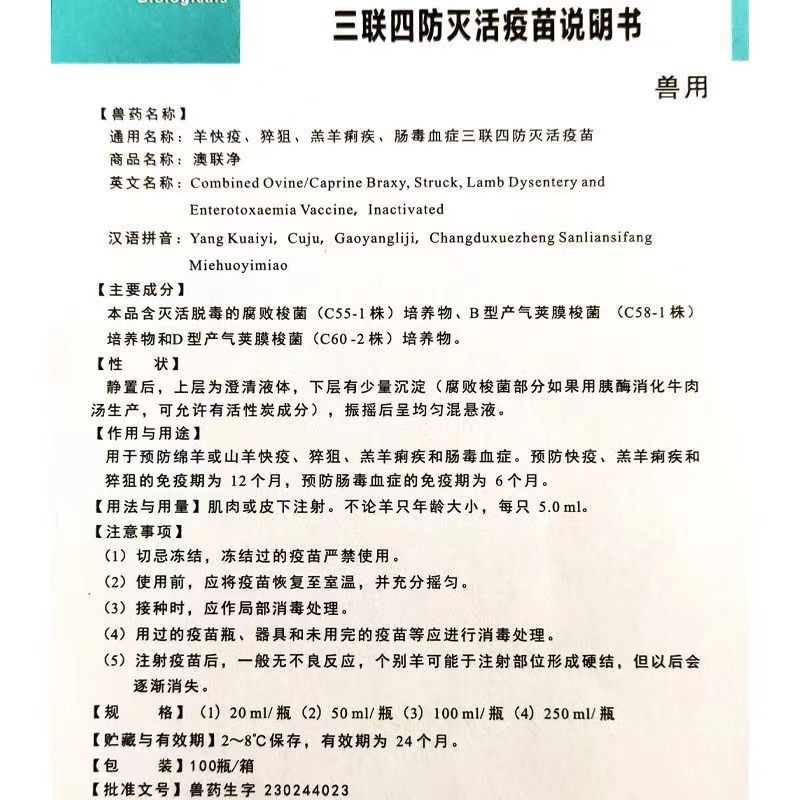 Biologicals
三联四防灭活疫苗说明书
兽用
【兽药名称】
通用名称：羊快疫、猝狙、羔羊痢疾、肠毒血症三联四防灭活疫苗
商品名称：澳联净
英文名称：Combined Ovine/Caprine Braxy, Struck, Lamb Dysentery and
Enterotoxaemia Vaccine, Inactivated
汉语拼音：Yang Kuaiyi, Cuju, Gaoyangliji, Changduxuezheng Sanliansifang
Miehuoyimiao
【主要成分】
本品含灭活脱毒的腐败梭菌（C55-1株）培养物、B型产气荚膜梭菌 （C58-1株）
培养物和D型产气荚膜梭菌（C60-2株）培养物。
【性　　状】
静置后，上层为澄清液体，下层有少量沉淀（腐败梭菌部分如果用胰酶消化牛肉
汤生产，可允许有活性炭成分），振摇后呈均匀混悬液。
【作用与用途】
用于预防绵羊或山羊快疫、猝狙、羔羊痢疾和肠毒血症。预防快疫、羔羊痢疾和
猝狙的免疫期为 12个月，预防肠毒血症的免疫期为 6个月。
【用法与用量】肌肉或皮下注射。不论羊只年龄大小，每只 5.0 ml。
【注意事项】
（1）切忌冻结，冻结过的疫苗严禁使用。
（2）使用前，应将疫苗恢复至室温，并充分摇匀。
（3）接种时，应作局部消毒处理。
（4）用过的疫苗瓶、器具和未用完的疫苗等应进行消毒处理。
（5）注射疫苗后，一般无不良反应，个别羊可能于注射部位形成硬结，但以后会
逐渐消失。
【规　　格】（1）20 ml/瓶（2）50 ml/瓶（3）100 ml/瓶（4）250 ml/瓶
【贮藏与有效期】2～8℃保存，有效期为 24个月。
【包　　装】100瓶/箱
【批准文号】兽药生字 230244023